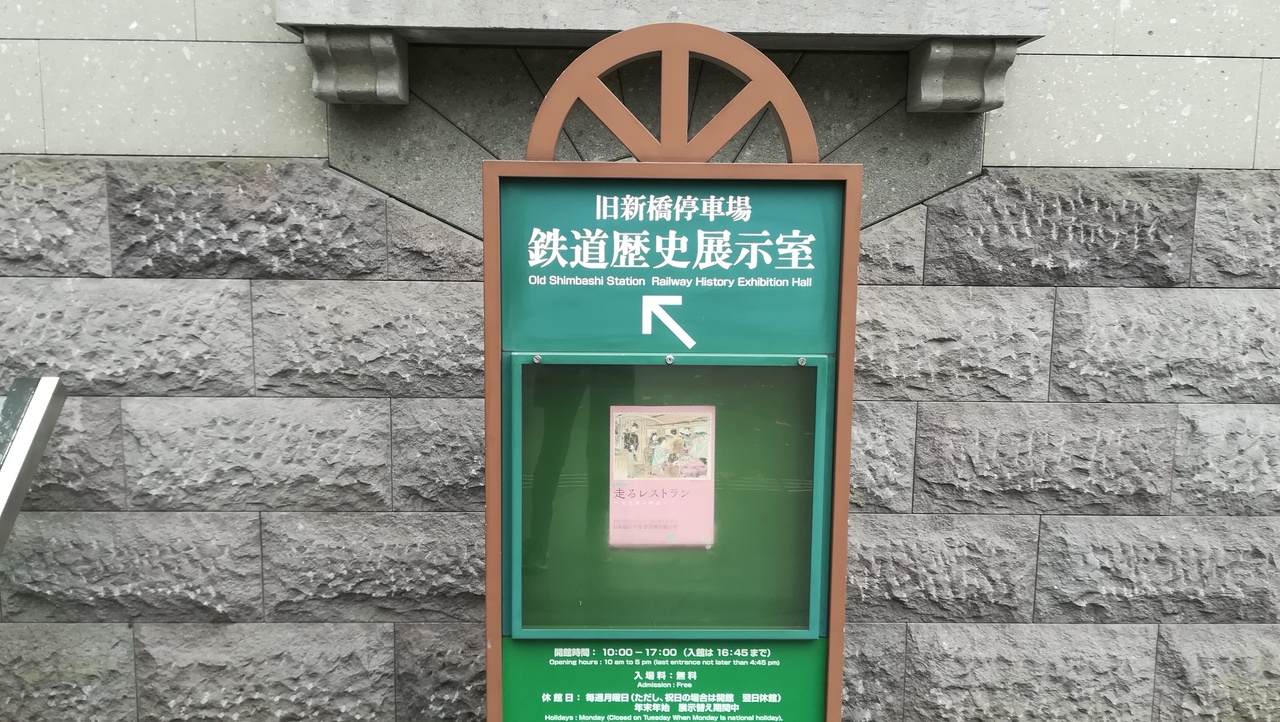 旧新橋停車場
鉄道歴史展示室
Old Shimbashi Station Railway History Exhibition Hall
走るレストラン
開館時間： 10:00－17:00 （入館は 16:45 まで）
Opening hours : 10 am to 5 pm (last entrance not later than 4:45 pm)
入場料：無料
Admission : Free
休館日： 毎週月曜日（ただし、祝日の場合は開館 翌日休館）
年末年始 展示替え期間中
Holidays : Monday (Closed on Tuesday When Monday is national holiday),